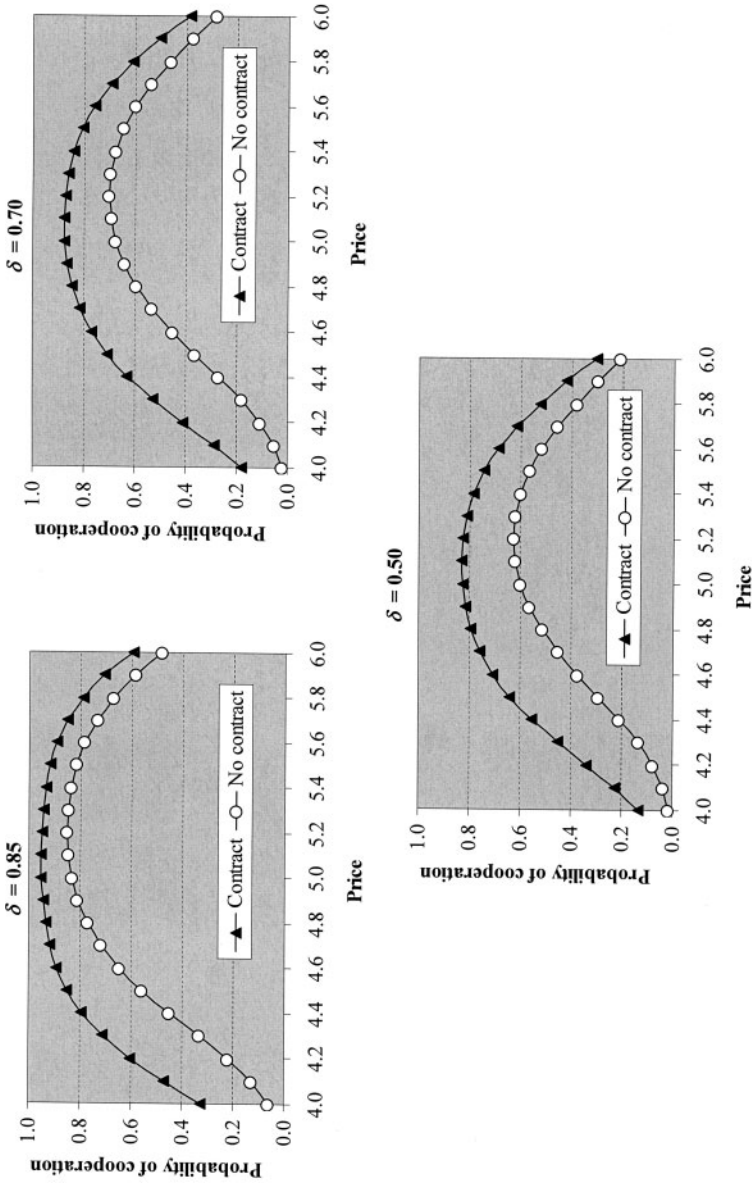 δ = 0.85
1.0
0.8
0.6
0.4
0.2
0.0
Probability of cooperation
Contract No contract
4.0 4.2 4.4 4.6 4.8 5.0 5.2 5.4 5.6 5.8 6.0
Price
δ = 0.70
1.0
0.8
0.6
0.4
0.2
0.0
Probability of cooperation
Contract No contract
4.0 4.2 4.4 4.6 4.8 5.0 5.2 5.4 5.6 5.8 6.0
Price
δ = 0.50
1.0
0.8
0.6
0.4
0.2
0.0
Probability of cooperation
Contract No contract
4.0 4.2 4.4 4.6 4.8 5.0 5.2 5.4 5.6 5.8 6.0
Price